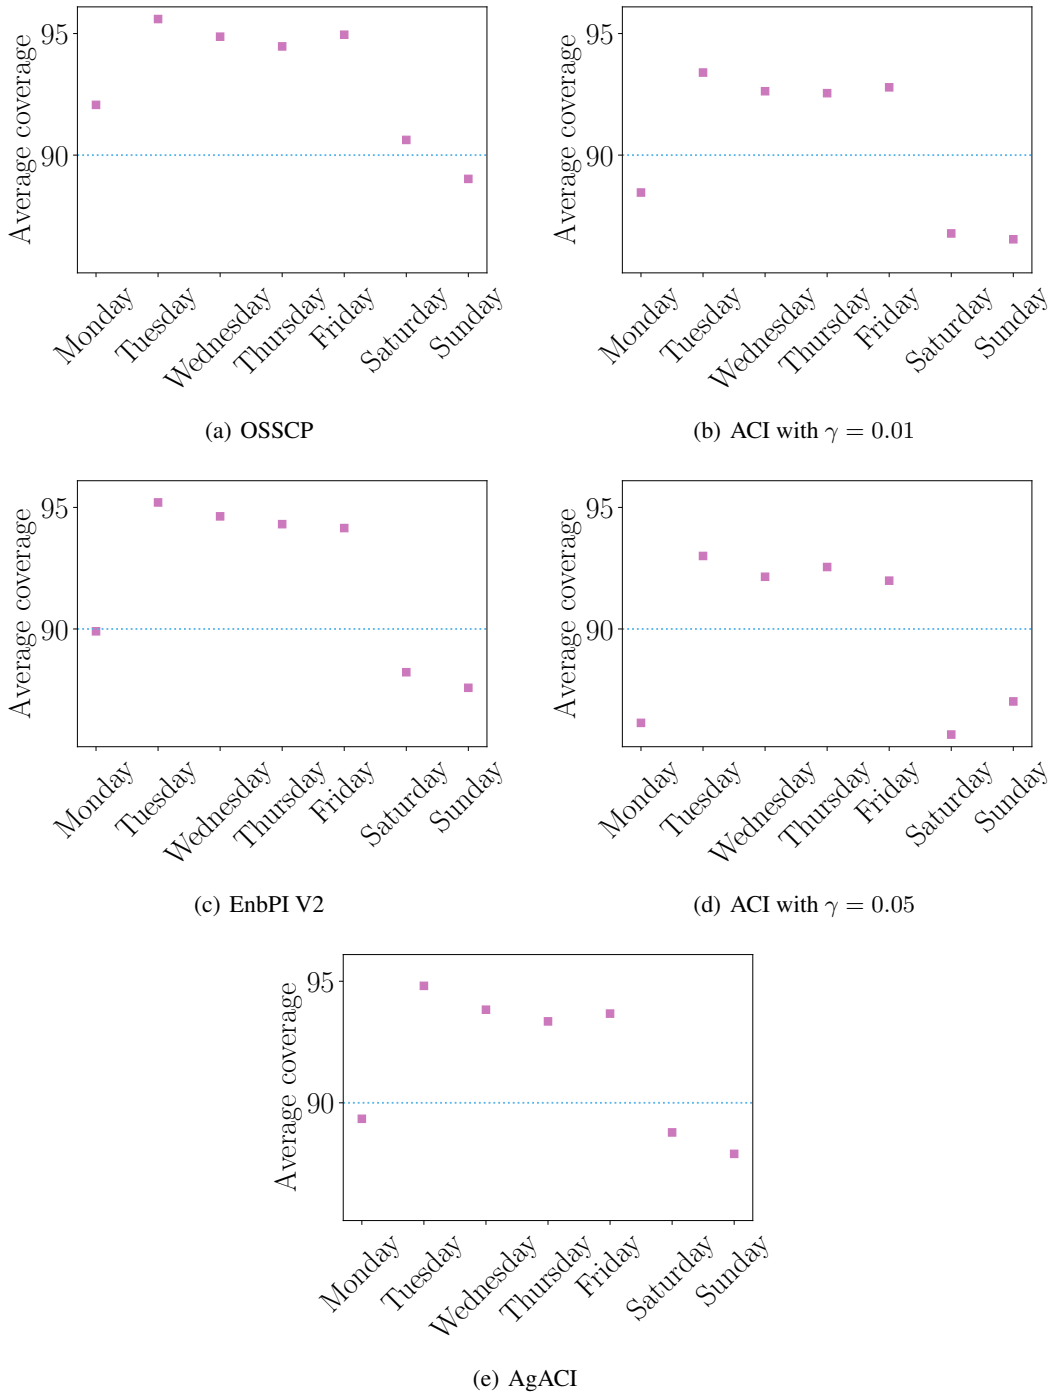 Average coverage
95
90
Monday
Tuesday
Wednesday
Thursday
Friday
Saturday
Sunday
(a) OSSCP
Average coverage
95
90
Monday
Tuesday
Wednesday
Thursday
Friday
Saturday
Sunday
(b) ACI with γ = 0.01
Average coverage
95
90
Monday
Tuesday
Wednesday
Thursday
Friday
Saturday
Sunday
(c) EnbPI V2
Average coverage
95
90
Monday
Tuesday
Wednesday
Thursday
Friday
Saturday
Sunday
(d) ACI with γ = 0.05
Average coverage
95
90
Monday
Tuesday
Wednesday
Thursday
Friday
Saturday
Sunday
(e) AgACI